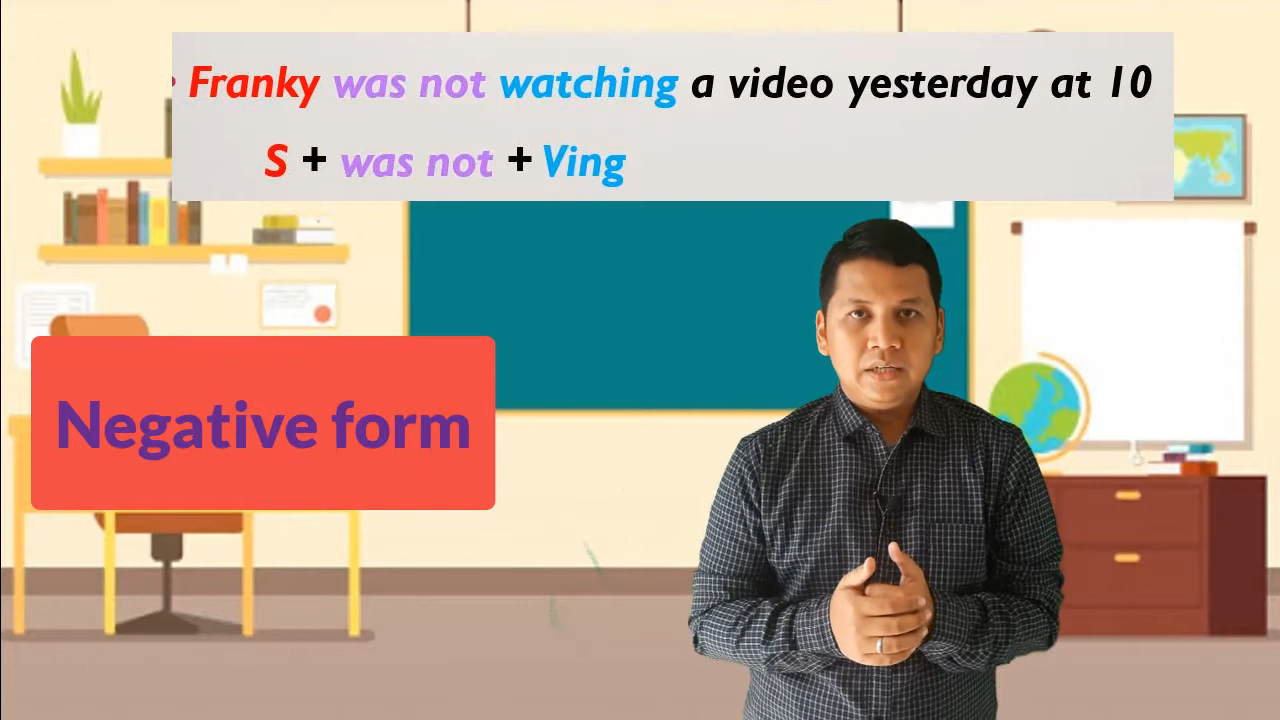 Franky was not watching a video yesterday at 10
S + was not + Ving
Negative form